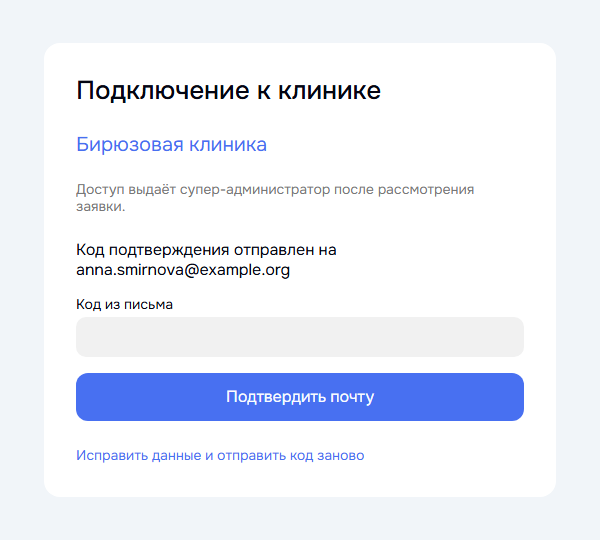 Подключение к клинике
Бирюзовая клиника
Доступ выдаёт супер-администратор после рассмотрения
заявки.
Код подтверждения отправлен на
anna.smirnova@example.org
Код из письма
Подтвердить почту
Исправить данные и отправить код заново